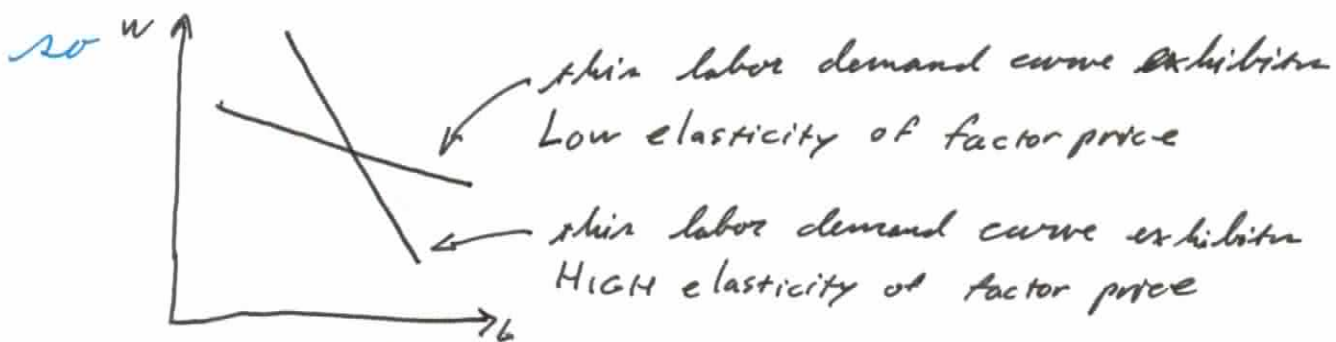 so
W
this labor demand curve exhibits
Low elasticity of factor price
this labor demand curve exhibits
HIGH elasticity of factor price
L